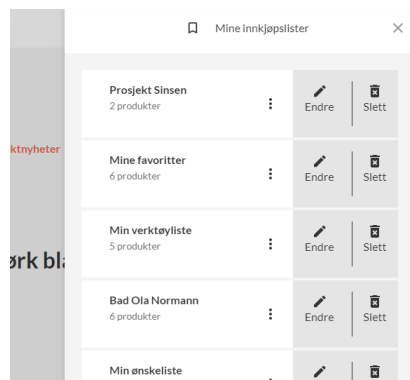 Mine innkjøpslister
Prosjekt Sinsen
2 produkter
Endre
Slett
ktnyheter
Mine favoritter
6 produkter
Endre
Slett
Min verktøyliste
5 produkter
Endre
Slett
ørk bl
Bad Ola Normann
6 produkter
Endre
Slett
Min ønskeliste